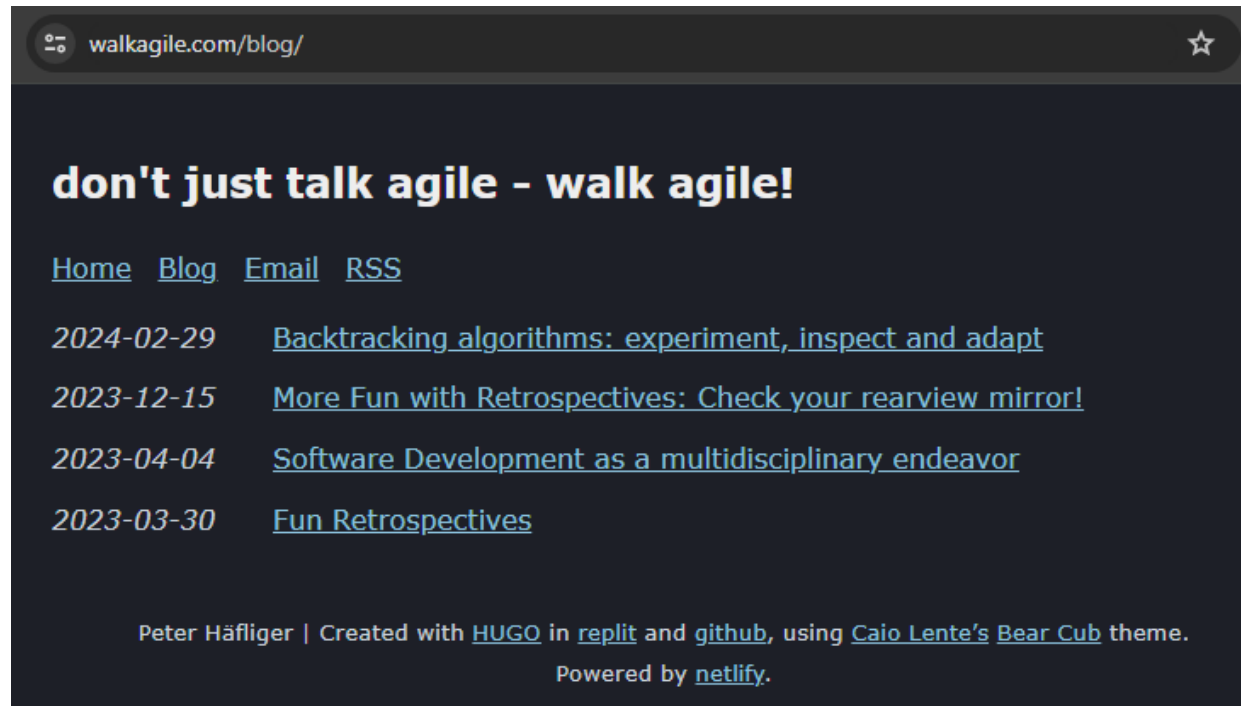 walkagile.com/blog/
don't just talk agile - walk agile!
Home Blog Email RSS
2024-02-29 Backtracking algorithms: experiment, inspect and adapt
2023-12-15 More Fun with Retrospectives: Check your rearview mirror!
2023-04-04 Software Development as a multidisciplinary endeavor
2023-03-30 Fun Retrospectives
Peter Häfliger | Created with HUGO in replit and github, using Caio Lente’s Bear Cub theme.
Powered by netlify.